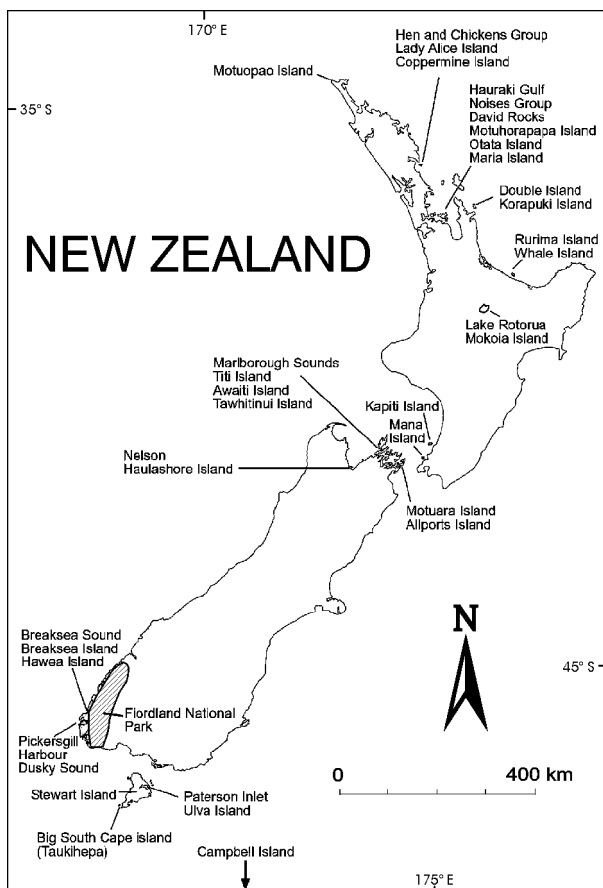 170° E
Hen and Chickens Group
Lady Alice Island
Coppermine Island
Motuopao Island
35° S
Hauraki Gulf
Noises Group
David Rocks
Motuhorapapa Island
Otata Island
Maria Island
Double Island
Korapuki Island
NEW ZEALAND
Rurima Island
Whale Island
Lake Rotorua
Mokoia Island
Marlborough Sounds
Titi Island
Awaiti Island
Tawhitinui Island
Kapiti Island
Mana
Island
Nelson
Haulashore Island
Motuara Island
Allports Island
N
Breaksea Sound
Breaksea Island
Hawea Island
45° S
Fiordland National
Park
Pickersgill
Harbour
Dusky Sound
0 400 km
Stewart Island
Paterson Inlet
Ulva Island
Big South Cape island
(Taukihepa)
Campbell Island
175° E